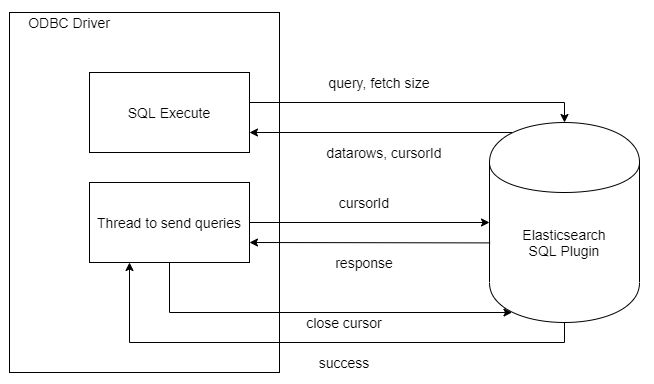 ODBC Driver
query, fetch size
SQL Execute
datarows, cursorId
cursorId
Thread to send queries
Elasticsearch
SQL Plugin
response
close cursor
success